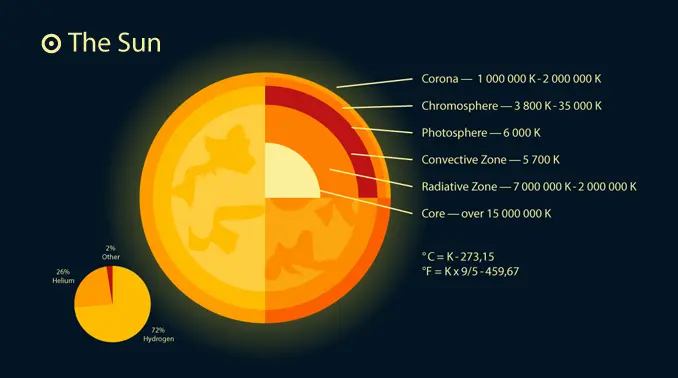 The Sun
Corona — 1 000 000 K - 2 000 000 K
Chromosphere — 3 800 K - 35 000 K
Photosphere — 6 000 K
Convective Zone — 5 700 K
Radiative Zone — 7 000 000 K - 2 000 000 K
Core — over 15 000 000 K
°C = K - 273,15
°F = K x 9/5 - 459,67
2%
Other
26%
Helium
72%
Hydrogen